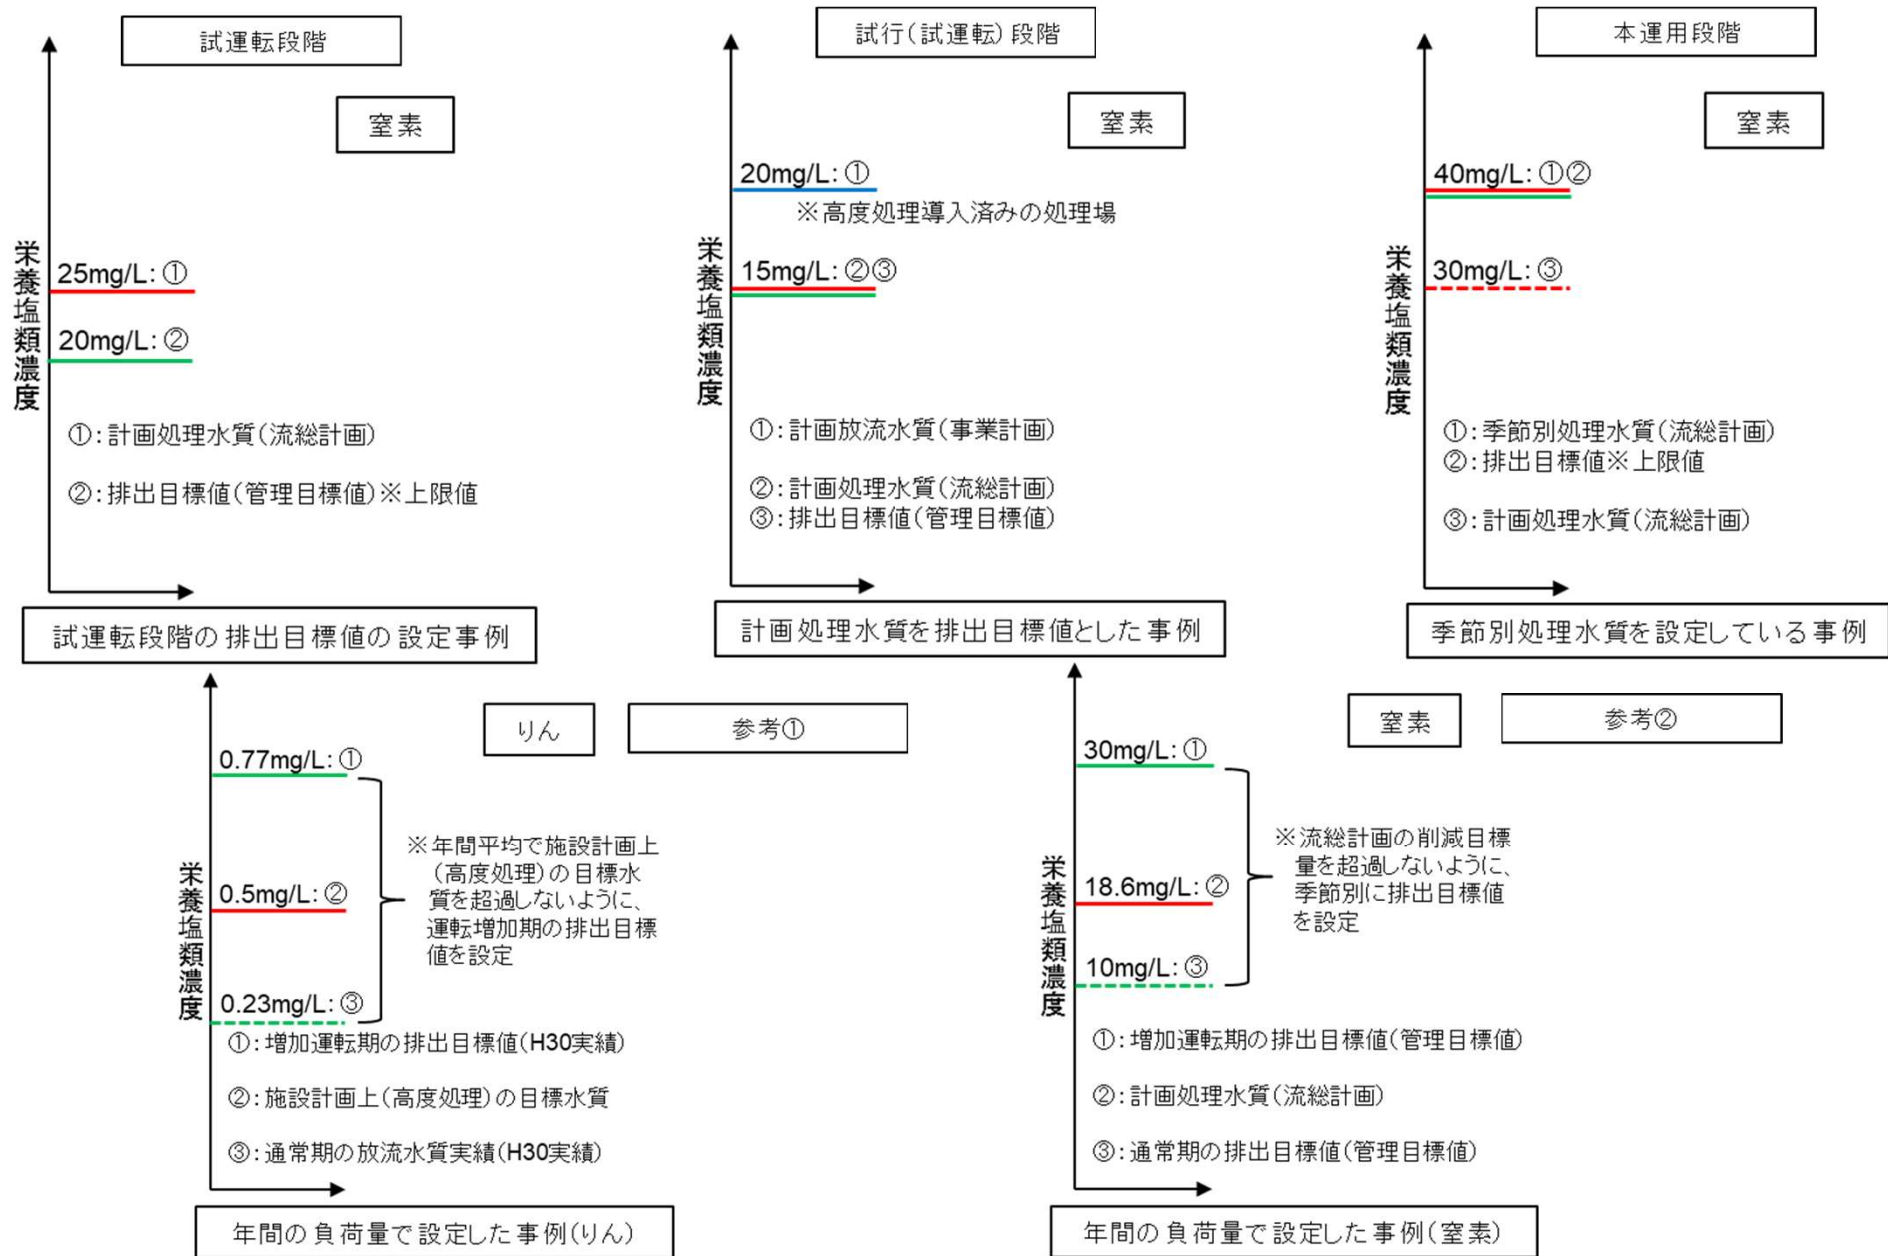 試運転段階
窒素
栄養塩類濃度
25mg/L: ①
20mg/L: ②
①:計画処理水質(流総計画)
②:排出目標値(管理目標値)※上限値
試運転段階の排出目標値の設定事例
試行(試運転)段階
窒素
栄養塩類濃度
20mg/L: ①
※高度処理導入済みの処理場
15mg/L: ②③
①:計画放流水質(事業計画)
②:計画処理水質(流総計画)
③:排出目標値(管理目標値)
計画処理水質を排出目標値とした事例
本運用段階
窒素
栄養塩類濃度
40mg/L: ①②
30mg/L: ③
①:季節別処理水質(流総計画)
②:排出目標値※上限値
③:計画処理水質(流総計画)
季節別処理水質を設定している事例
りん
参考①
栄養塩類濃度
0.77mg/L: ①
0.5mg/L: ②
0.23mg/L: ③
※年間平均で施設計画上
(高度処理)の目標水
質を超過しないように、
運転増加期の排出目標
値を設定
①:増加運転期の排出目標値(H30実績)
②:施設計画上(高度処理)の目標水質
③:通常期の放流水質実績(H30実績)
年間の負荷量で設定した事例(りん)
窒素
参考②
栄養塩類濃度
30mg/L: ①
18.6mg/L: ②
10mg/L: ③
※流総計画の削減目標
量を超過しないように、
季節別に排出目標値
を設定
①:増加運転期の排出目標値(管理目標値)
②:計画処理水質(流総計画)
③:通常期の排出目標値(管理目標値)
年間の負荷量で設定した事例(窒素)